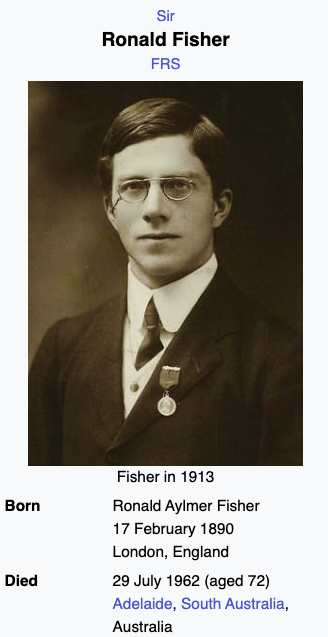 Sir
Ronald Fisher
FRS
Fisher in 1913
Born Ronald Aylmer Fisher
17 February 1890
London, England
Died 29 July 1962 (aged 72)
Adelaide, South Australia,
Australia